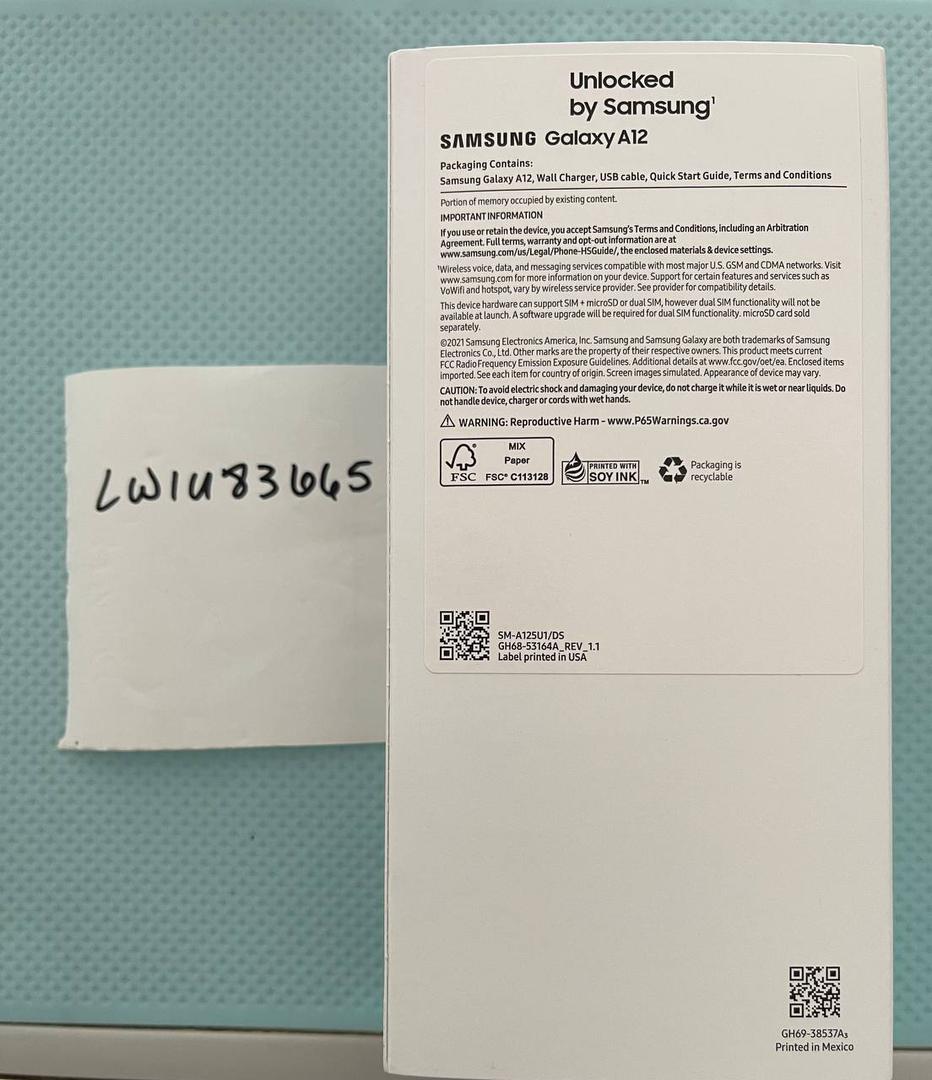 LW1U83665
Unlocked
by Samsung¹
SAMSUNG Galaxy A12
Packaging Contains:
Samsung Galaxy A12, Wall Charger, USB cable, Quick Start Guide, Terms and Conditions
Portion of memory occupied by existing content.
IMPORTANT INFORMATION
If you use or retain the device, you accept Samsung's Terms and Conditions, including an Arbitration
Agreement. Full terms, warranty and opt-out information are at
www.samsung.com/us/Legal/Phone-HSGuide/, the enclosed materials & device settings.
¹Wireless voice, data, and messaging services compatible with most major U.S. GSM and CDMA networks. Visit
www.samsung.com for more information on your device. Support for certain features and services such as
VoWifi and hotspot, vary by wireless service provider. See provider for compatibility details.
This device hardware can support SIM + microSD or dual SIM, however dual SIM functionality will not be
available at launch. A software upgrade will be required for dual SIM functionality. microSD card sold
separately.
©2021 Samsung Electronics America, Inc. Samsung and Samsung Galaxy are both trademarks of Samsung
Electronics Co., Ltd. Other marks are the property of their respective owners. This product meets current
FCC Radio Frequency Emission Exposure Guidelines. Additional details at www.fcc.gov/oet/ea. Enclosed items
imported. See each item for country of origin. Screen images simulated. Appearance of device may vary.
CAUTION: To avoid electric shock and damaging your device, do not charge it while it is wet or near liquids. Do
not handle device, charger or cords with wet hands.
WARNING: Reproductive Harm - www.P65Warnings.ca.gov
MIX
Paper
FSC FSC® C113128
PRINTED WITH
SOY INK™
Packaging is
recyclable
SM-A125U1/DS
GH68-53164A_REV_1.1
Label printed in USA
GH69-38537A₃
Printed in Mexico